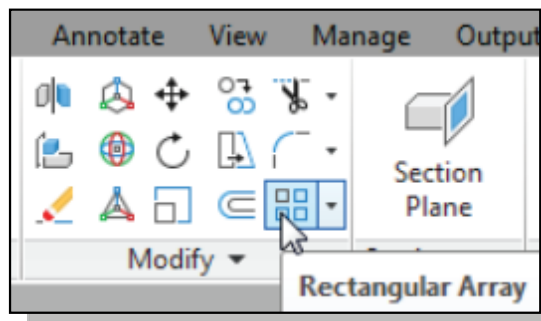 Annotate View Manage Output
Section
Plane
Modify
Rectangular Array